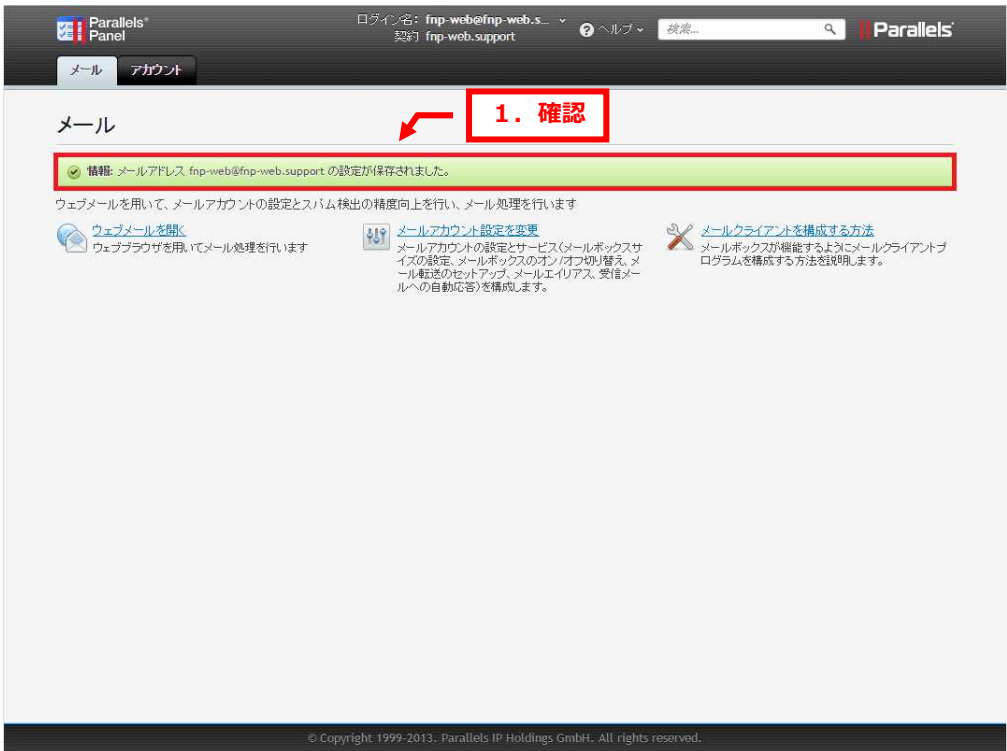 Parallels®
Panel
ログイン名: fnp-web@fnp-web.s...
契約 fnp-web.support
ヘルプ
検索...
Parallels®
メール
アカウント
メール
1. 確認
情報: メールアドレス fnp-web@fnp-web.support の設定が保存されました。
ウェブメールを用いて、メールアカウントの設定とスパム検出の精度向上を行い、メール処理を行います
ウェブメールを開く
ウェブブラウザを用いてメール処理を行います
メールアカウント設定を変更
メールアカウントの設定とサービス(メールボックスサ
イズの設定、メールボックスのオン/オフ切り替え、メ
ール転送のセットアップ、メールエイリアス、受信メー
ルへの自動応答)を構成します。
メールクライアントを構成する方法
メールボックスが機能するようにメールクライアントプ
ログラムを構成する方法を説明します。
© Copyright 1999-2013. Parallels IP Holdings GmbH. All rights reserved.